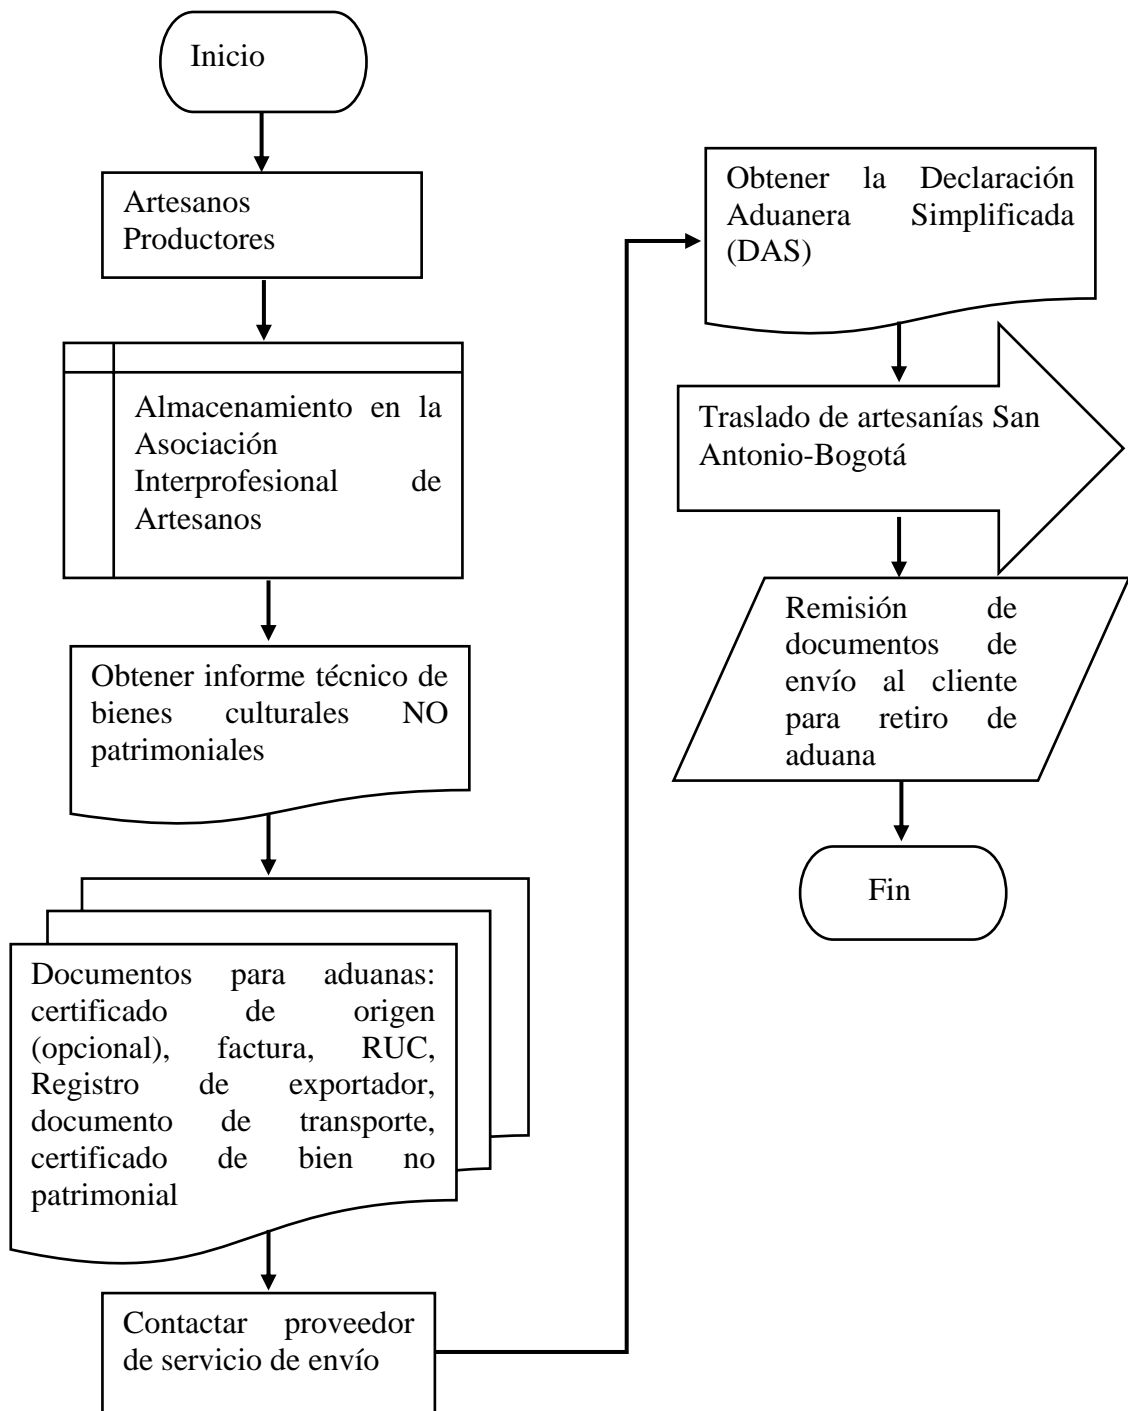 Inicio
Artesanos
Productores
Almacenamiento en la
Asociación
Interprofesional de
Artesanos
Obtener informe técnico de
bienes culturales NO
patrimoniales
Documentos para aduanas:
certificado de origen
(opcional), factura, RUC,
Registro de exportador,
documento de transporte,
certificado de bien no
patrimonial
Contactar proveedor
de servicio de envío
Obtener la Declaración
Aduanera Simplificada
(DAS)
Traslado de artesanías San
Antonio-Bogotá
Remisión de
documentos de
envío al cliente
para retiro de
aduana
Fin